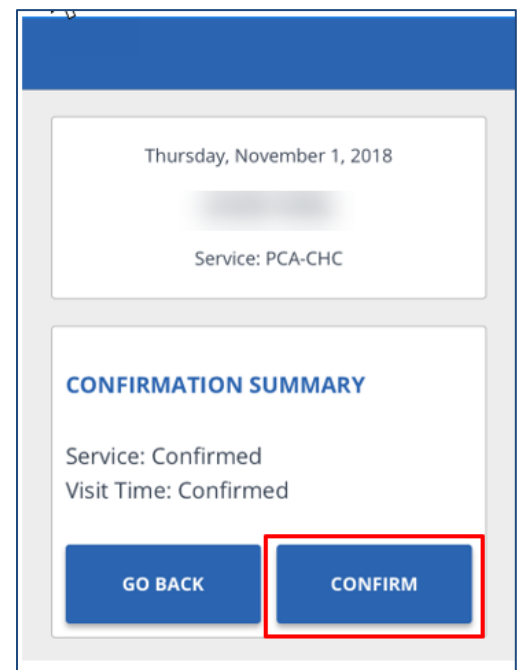 Thursday, November 1, 2018
Service: PCA-CHC
CONFIRMATION SUMMARY
Service: Confirmed
Visit Time: Confirmed
GO BACK
CONFIRM